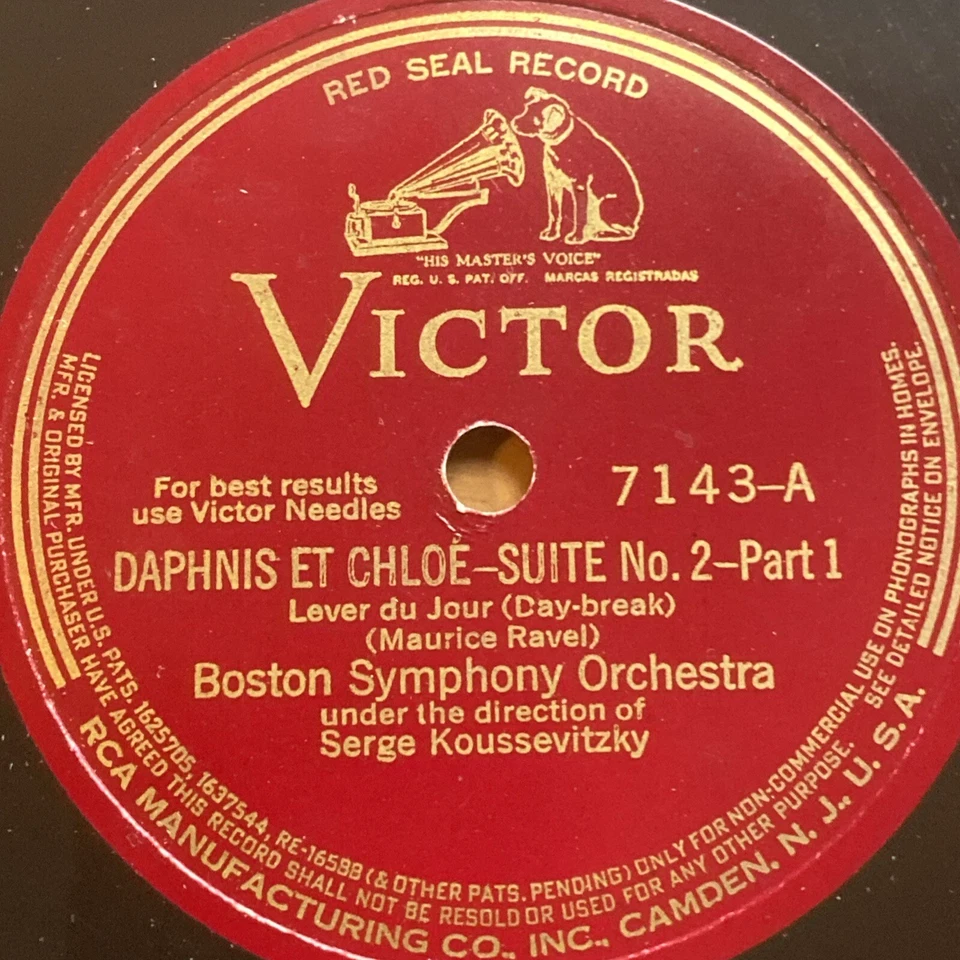 RED SEAL RECORD
"HIS MASTER'S VOICE"
REG. U. S. PAT. OFF. MARCAS REGISTRADAS
VICTOR
For best results
use Victor Needles
7143-A
DAPHNIS ET CHLOÉ-SUITE No. 2-Part 1
Lever du Jour (Day-break)
(Maurice Ravel)
Boston Symphony Orchestra
under the direction of
Serge Koussevitzky
LICENSED BY MFR. UNDER U.S. PATS. 1625705, 1637544, RE-16588 (& OTHER PATS. PENDING) ONLY FOR NON-COMMERCIAL USE ON PHONOGRAPHS IN HOMES.
MFR. & ORIGINAL PURCHASER HAVE AGREED THIS RECORD SHALL NOT BE RESOLD OR USED FOR ANY OTHER PURPOSE. SEE DETAILED NOTICE ON ENVELOPE.
RCA MANUFACTURING CO., INC., CAMDEN, N. J., U. S. A.